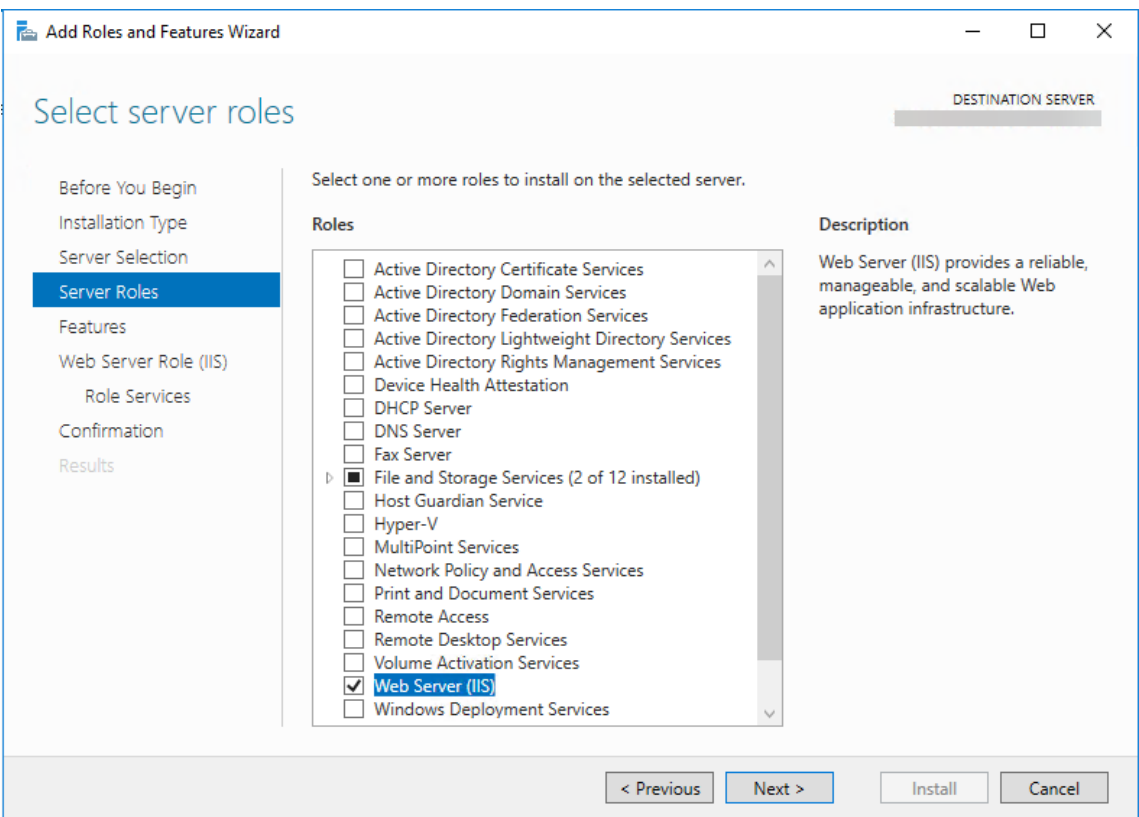 Add Roles and Features Wizard
Select server roles
DESTINATION SERVER
Before You Begin
Installation Type
Server Selection
Server Roles
Features
Web Server Role (IIS)
Role Services
Confirmation
Results
Select one or more roles to install on the selected server.
Roles
Active Directory Certificate Services
Active Directory Domain Services
Active Directory Federation Services
Active Directory Lightweight Directory Services
Active Directory Rights Management Services
Device Health Attestation
DHCP Server
DNS Server
Fax Server
File and Storage Services (2 of 12 installed)
Host Guardian Service
Hyper-V
MultiPoint Services
Network Policy and Access Services
Print and Document Services
Remote Access
Remote Desktop Services
Volume Activation Services
Web Server (IIS)
Windows Deployment Services
Description
Web Server (IIS) provides a reliable,
manageable, and scalable Web
application infrastructure.
< Previous
Next >
Install
Cancel